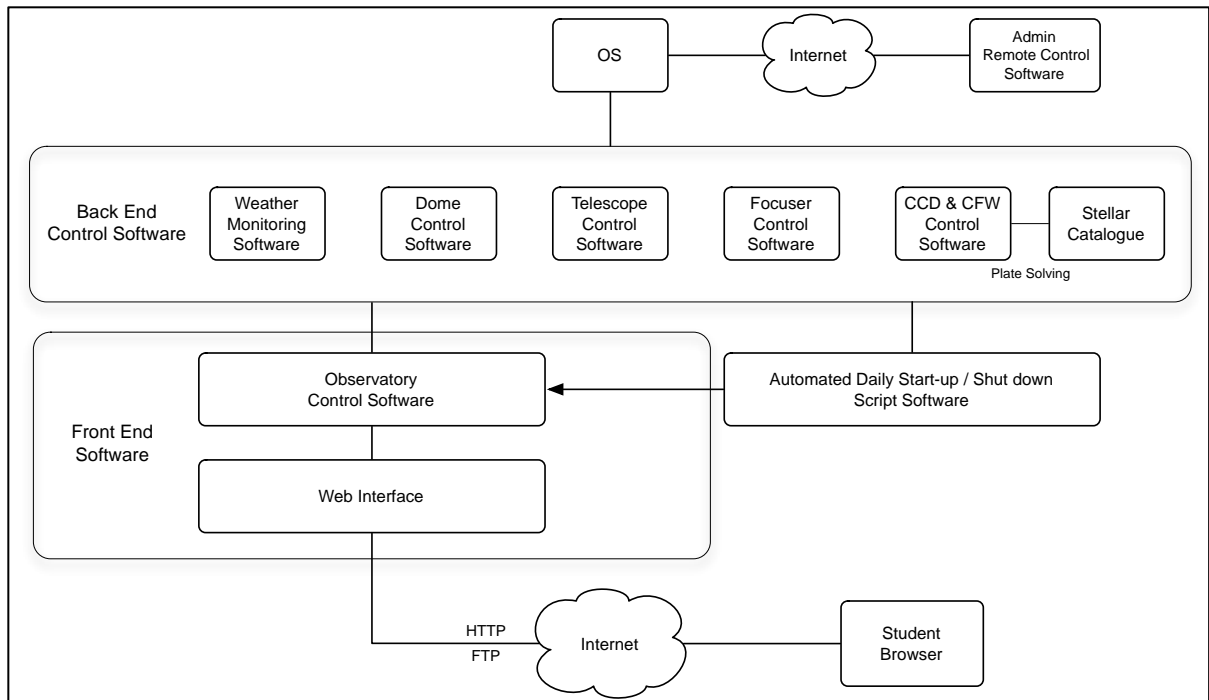 OS
Internet
Admin
Remote Control
Software
Back End
Control Software
Weather
Monitoring
Software
Dome
Control
Software
Telescope
Control
Software
Focuser
Control
Software
CCD & CFW
Control
Software
Stellar
Catalogue
Plate Solving
Front End
Software
Observatory
Control Software
Automated Daily Start-up / Shut down
Script Software
Web Interface
HTTP
FTP
Internet
Student
Browser